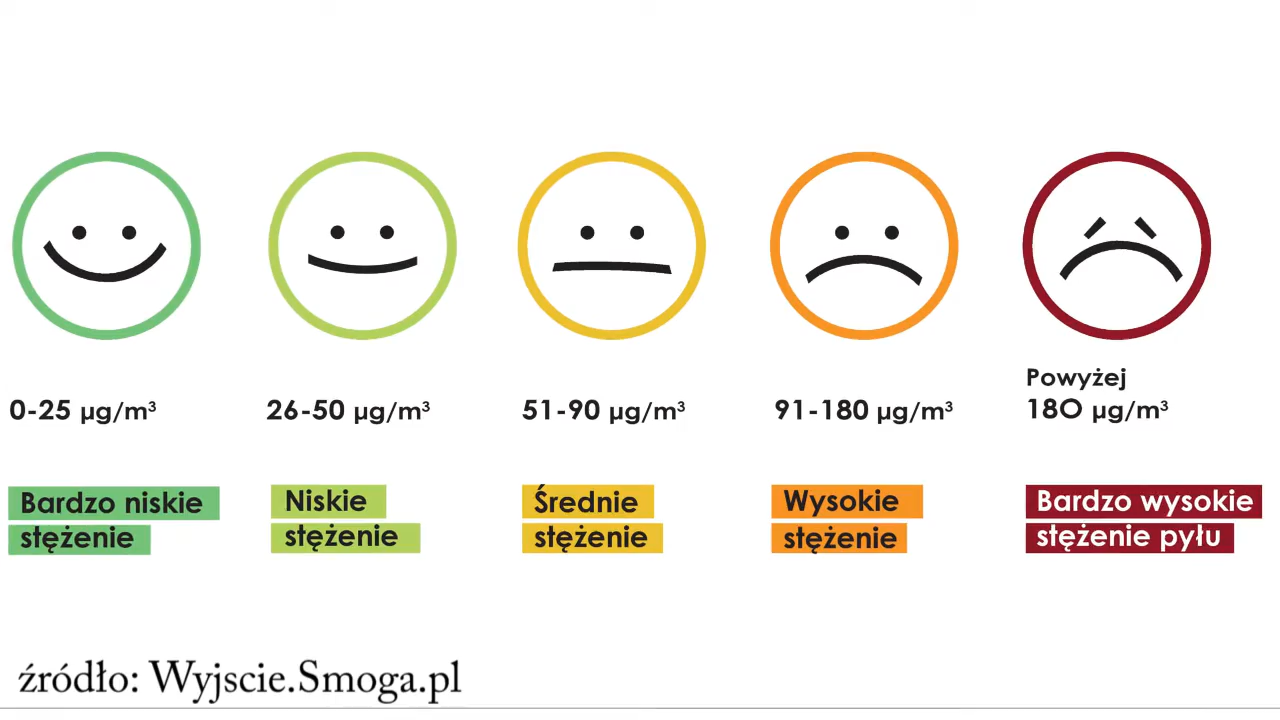 0-25 µg/m³
26-50 µg/m³
51-90 µg/m³
91-180 µg/m³
Powyżej
180 µg/m³
Bardzo niskie
stężenie
Niskie
stężenie
Średnie
stężenie
Wysokie
stężenie
Bardzo wysokie
stężenie pyłu
źródło: Wyjscie.Smoga.pl